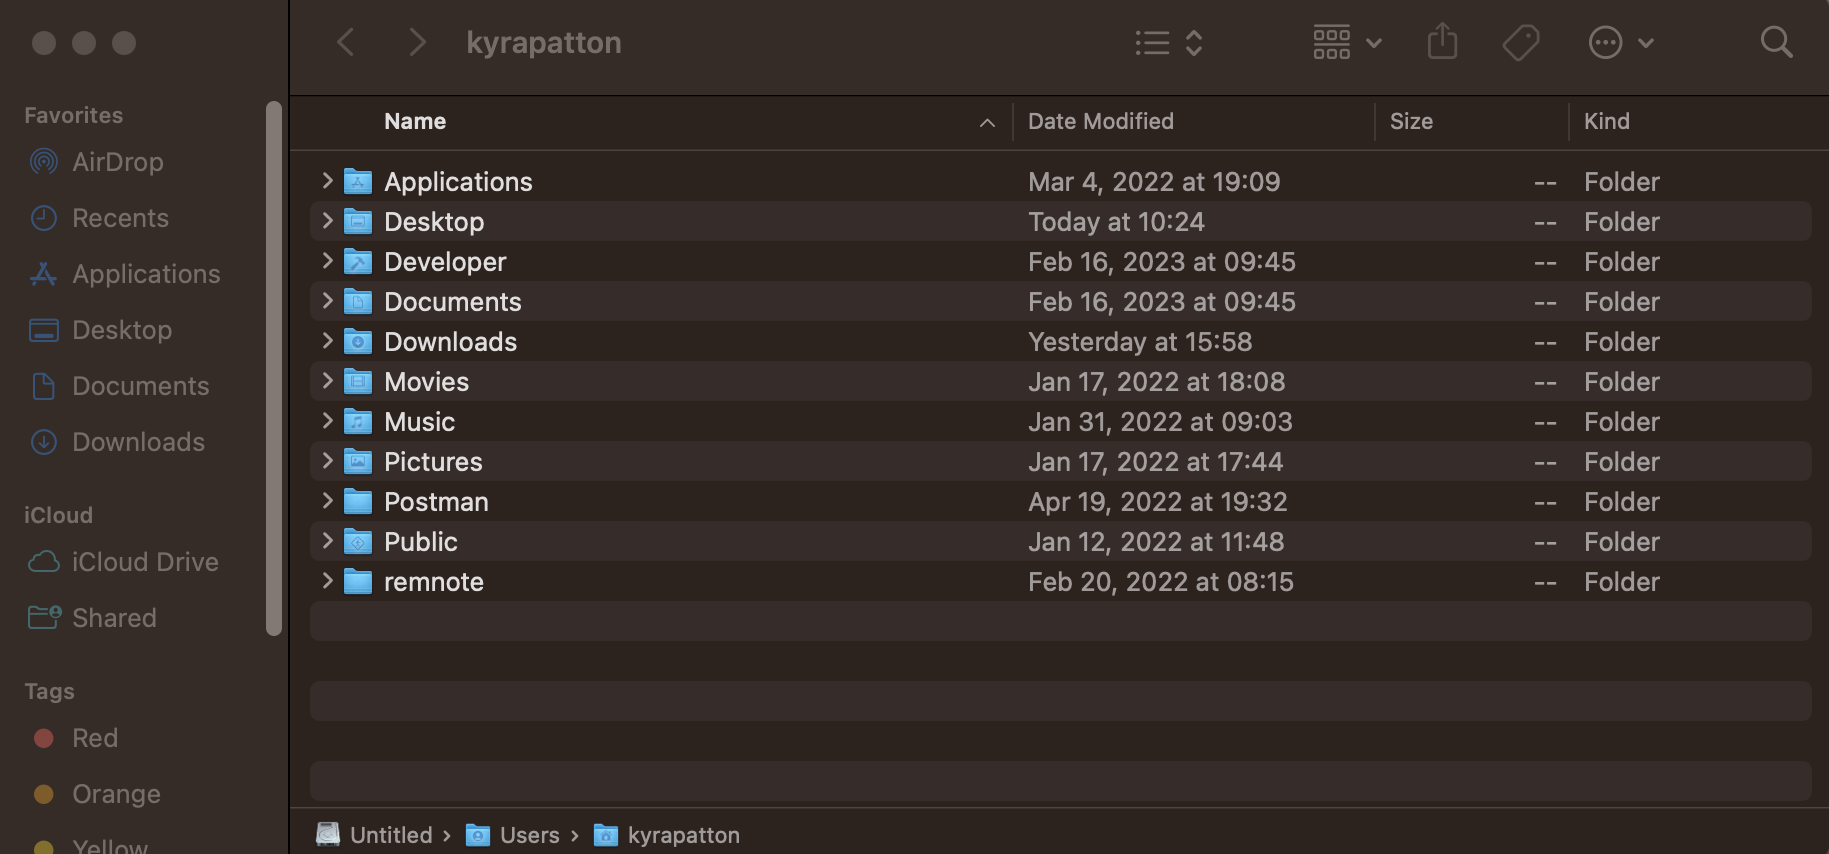 kyrapatton
Favorites
AirDrop
Recents
Applications
Desktop
Documents
Downloads
iCloud
iCloud Drive
Shared
Tags
Red
Orange
Yellow
Name Date Modified Size Kind
Applications Mar 4, 2022 at 19:09 -- Folder
Desktop Today at 10:24 -- Folder
Developer Feb 16, 2023 at 09:45 -- Folder
Documents Feb 16, 2023 at 09:45 -- Folder
Downloads Yesterday at 15:58 -- Folder
Movies Jan 17, 2022 at 18:08 -- Folder
Music Jan 31, 2022 at 09:03 -- Folder
Pictures Jan 17, 2022 at 17:44 -- Folder
Postman Apr 19, 2022 at 19:32 -- Folder
Public Jan 12, 2022 at 11:48 -- Folder
remnote Feb 20, 2022 at 08:15 -- Folder
Untitled › Users › kyrapatton